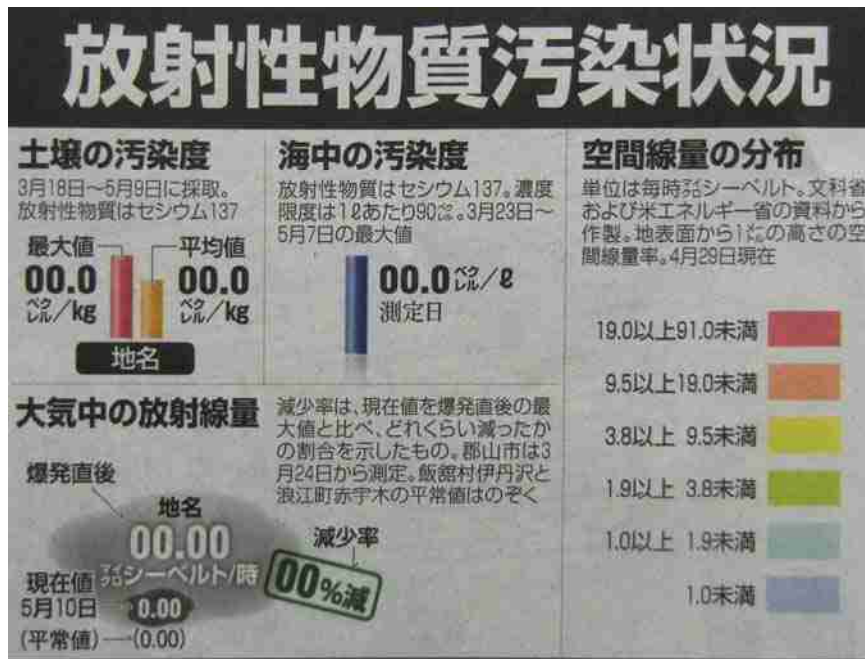 放射性物質汚染状況
土壌の汚染度
3月18日〜5月9日に採取。
放射性物質はセシウム137
最大値
平均値
00.0
00.0
ベクレル/kg
ベクレル/kg
地名
海中の汚染度
放射性物質はセシウム137。濃度
限度は1ℓあたり90ベクレル。3月23日〜
5月7日の最大値
00.0ベクレル/ℓ
測定日
空間線量の分布
単位は毎時マイクロシーベルト。文科省
および米エネルギー省の資料から
作製。地表面から1メートルの高さの空
間線量率。4月29日現在
19.0以上91.0未満
9.5以上19.0未満
3.8以上 9.5未満
1.9以上 3.8未満
1.0以上 1.9未満
1.0未満
大気中の放射線量
減少率は、現在値を爆発直後の最
大値と比べ、どれくらい減ったか
の割合を示したもの。郡山市は3
月24日から測定。飯舘村伊丹沢と
浪江町赤宇木の平常値はのぞく
爆発直後
地名
00.00
マイクロシーベルト/時
減少率
00%減
現在値
5月10日
0.00
(平常値)
(0.00)